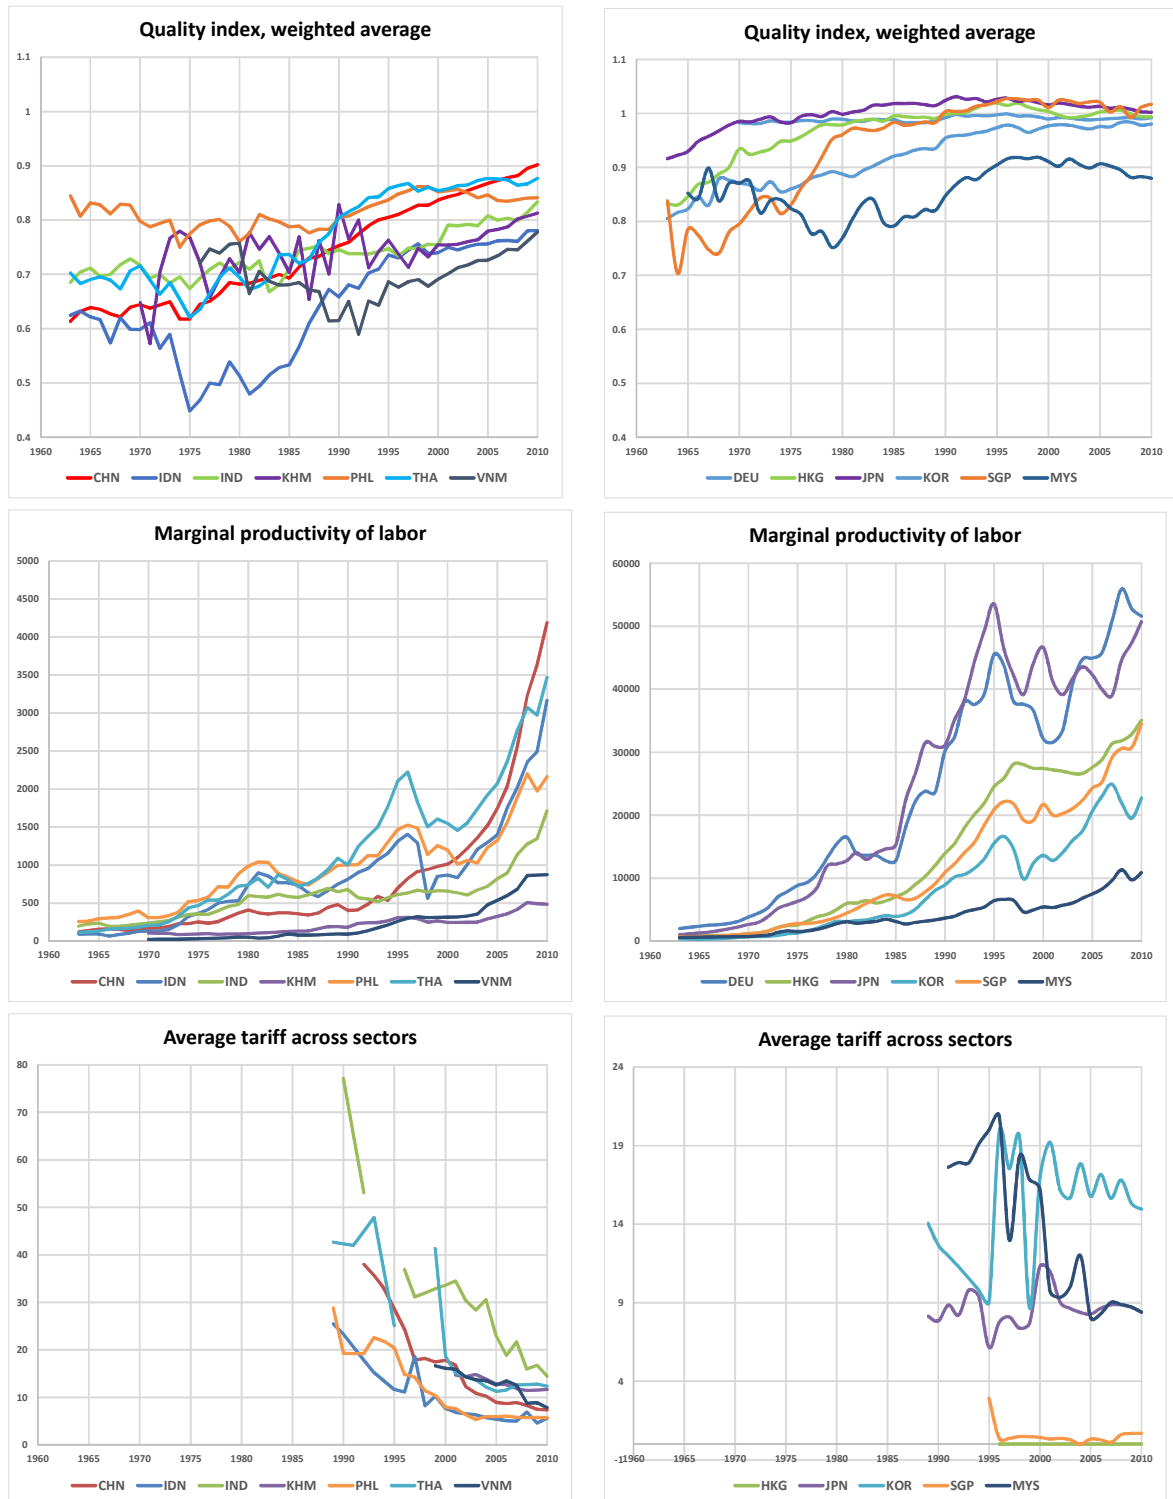 Quality index, weighted average
1.1
1
0.9
0.8
0.7
0.6
0.5
0.4
1960 1965 1970 1975 1980 1985 1990 1995 2000 2005 2010
CHN IDN IND KHM PHL THA VNM
Quality index, weighted average
1.1
1
0.9
0.8
0.7
0.6
0.5
0.4
1960 1965 1970 1975 1980 1985 1990 1995 2000 2005 2010
DEU HKG JPN KOR SGP MYS
Marginal productivity of labor
5000
4500
4000
3500
3000
2500
2000
1500
1000
500
0
1960 1965 1970 1975 1980 1985 1990 1995 2000 2005 2010
CHN IDN IND KHM PHL THA VNM
Marginal productivity of labor
60000
50000
40000
30000
20000
10000
0
1960 1965 1970 1975 1980 1985 1990 1995 2000 2005 2010
DEU HKG JPN KOR SGP MYS
Average tariff across sectors
80
70
60
50
40
30
20
10
0
1960 1965 1970 1975 1980 1985 1990 1995 2000 2005 2010
CHN IDN IND KHM PHL THA VNM
Average tariff across sectors
24
19
14
9
4
-1
1960 1965 1970 1975 1980 1985 1990 1995 2000 2005 2010
HKG JPN KOR SGP MYS